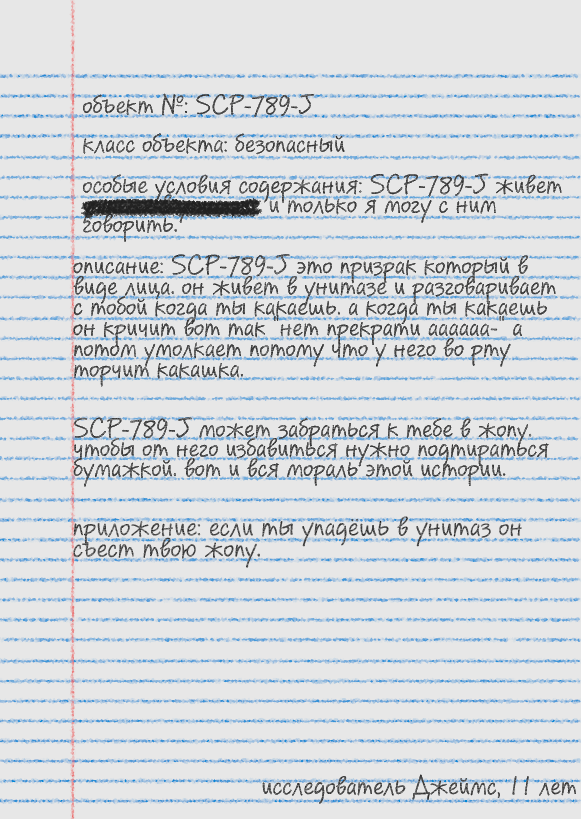 объект №: SCP-789-J
класс объекта: безопасный
особые условия содержания: SCP-789-J живет
и только я могу с ним
говорить.
описание: SCP-789-J это призрак который в
виде лица. он живет в унитазе и разговаривает
с тобой когда ты какаешь. а когда ты какаешь
он кричит вот так "нет прекрати аааааа-" а
потом умолкает потому что у него во рту
торчит какашка.
SCP-789-J может забраться к тебе в жопу.
чтобы от него избавиться нужно подтираться
бумажкой. вот и вся мораль этой истории.
приложение: если ты упадёшь в унитаз он
съест твою жопу.
исследователь Джеймс, 11 лет